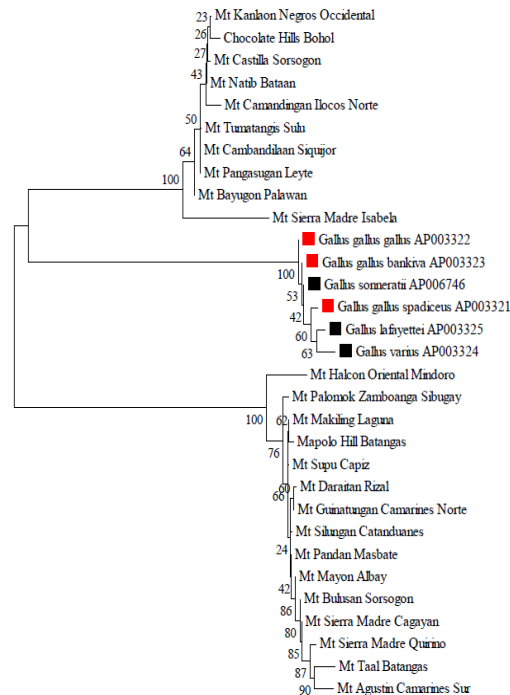 23
Mt Kanlaon Negros Occidental
26
Chocolate Hills Bohol
27
Mt Castilla Sorsogon
43
Mt Natib Bataan
Mt Camandingan Ilocos Norte
50
Mt Tumatangis Sulu
64
Mt Cambandilaan Siquijor
Mt Pangasugan Leyte
100
Mt Bayugon Palawan
Mt Sierra Madre Isabela
Gallus gallus gallus AP003322
100
Gallus gallus bankiva AP003323
Gallus sonneratii AP006746
53
Gallus gallus spadiceus AP003321
42
Gallus lafayettei AP003325
60
Gallus varius AP003324
63
Mt Halcon Oriental Mindoro
Mt Palomok Zamboanga Sibugay
100
62
Mt Makiling Laguna
Mapolo Hill Batangas
76
Mt Supu Capiz
60
Mt Daraitan Rizal
66
Mt Guinatungan Camarines Norte
Mt Silungan Catanduanes
24
Mt Pandan Masbate
Mt Mayon Albay
42
Mt Bulusan Sorsogon
86
Mt Sierra Madre Cagayan
80
Mt Sierra Madre Quirino
85
Mt Taal Batangas
87
Mt Agustin Camarines Sur
90